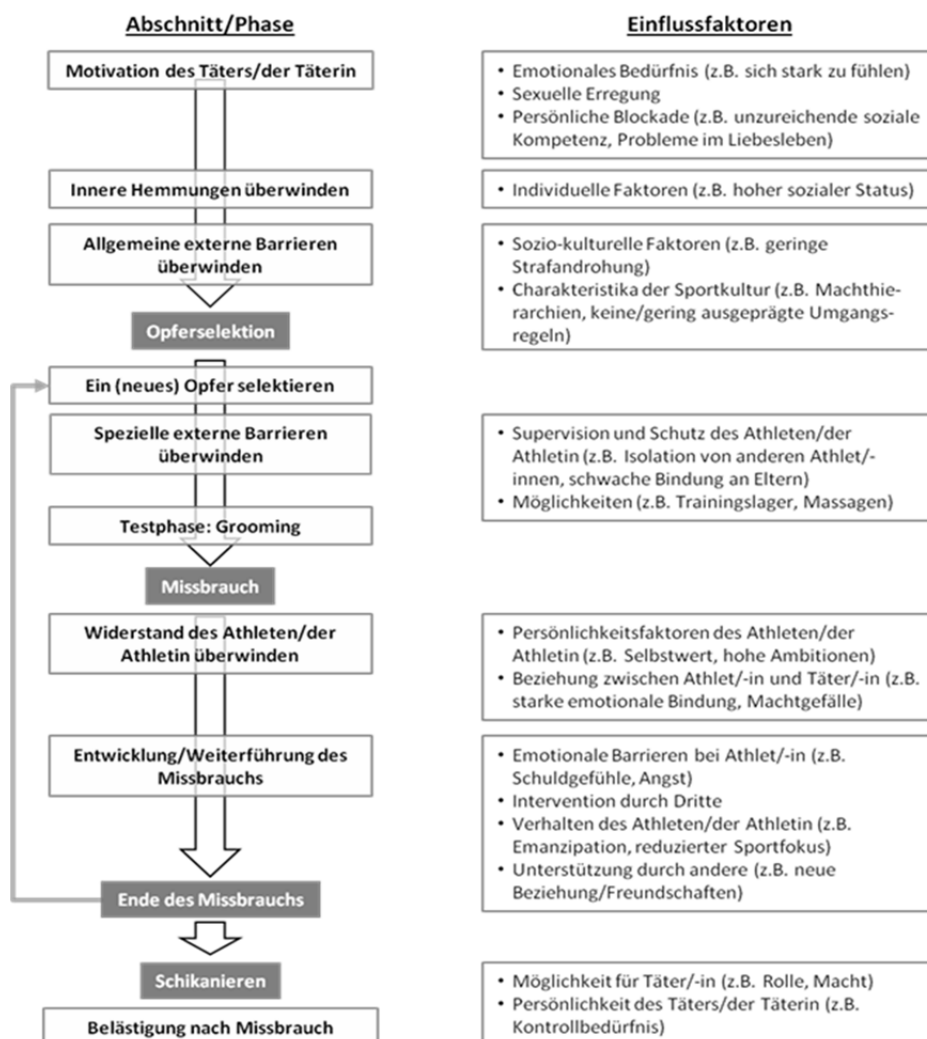 Abschnitt/Phase
Einflussfaktoren
Motivation des Täters/der Täterin
• Emotionales Bedürfnis (z.B. sich stark zu fühlen)
• Sexuelle Erregung
• Persönliche Blockade (z.B. unzureichende soziale
Kompetenz, Probleme im Liebesleben)
Innere Hemmungen überwinden
• Individuelle Faktoren (z.B. hoher sozialer Status)
Allgemeine externe Barrieren
überwinden
• Sozio-kulturelle Faktoren (z.B. geringe
Strafandrohung)
• Charakteristika der Sportkultur (z.B. Machthie-
rarchien, keine/gering ausgeprägte Umgangs-
regeln)
Opferselektion
Ein (neues) Opfer selektieren
Spezielle externe Barrieren
überwinden
• Supervision und Schutz des Athleten/der
Athletin (z.B. Isolation von anderen Athlet/-
innen, schwache Bindung an Eltern)
• Möglichkeiten (z.B. Trainingslager, Massagen)
Testphase: Grooming
Missbrauch
Widerstand des Athleten/der
Athletin überwinden
• Persönlichkeitsfaktoren des Athleten/der
Athletin (z.B. Selbstwert, hohe Ambitionen)
• Beziehung zwischen Athlet/-in und Täter/-in (z.B.
starke emotionale Bindung, Machtgefälle)
Entwicklung/Weiterführung des
Missbrauchs
• Emotionale Barrieren bei Athlet/-in (z.B.
Schuldgefühle, Angst)
• Intervention durch Dritte
• Verhalten des Athleten/der Athletin (z.B.
Emanzipation, reduzierter Sportfokus)
• Unterstützung durch andere (z.B. neue
Beziehung/Freundschaften)
Ende des Missbrauchs
Schikanieren
Belästigung nach Missbrauch
• Möglichkeit für Täter/-in (z.B. Rolle, Macht)
• Persönlichkeit des Täters/der Täterin (z.B.
Kontrollbedürfnis)